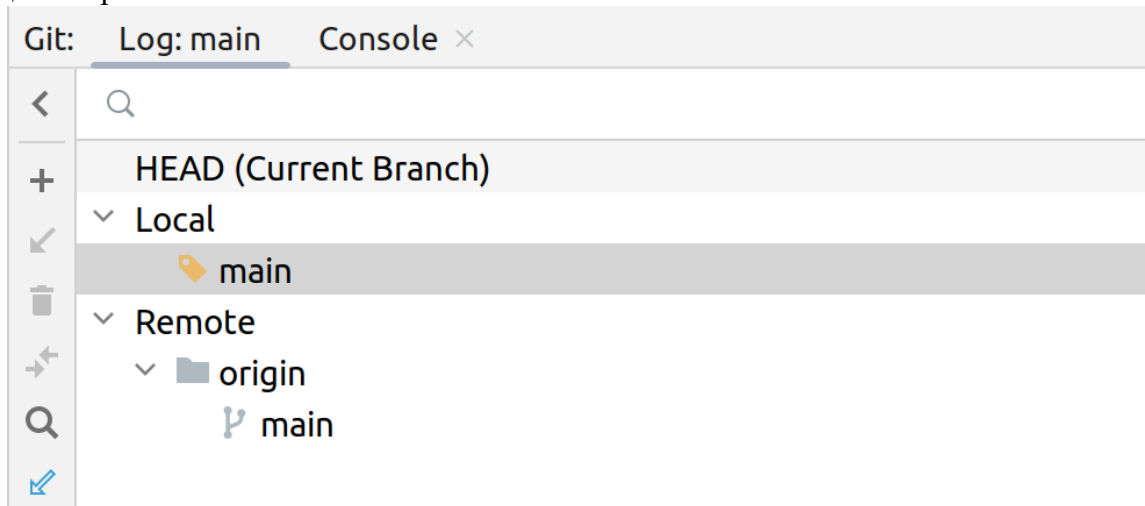 Git: Log: main Console
HEAD (Current Branch)
Local
main
Remote
origin
main